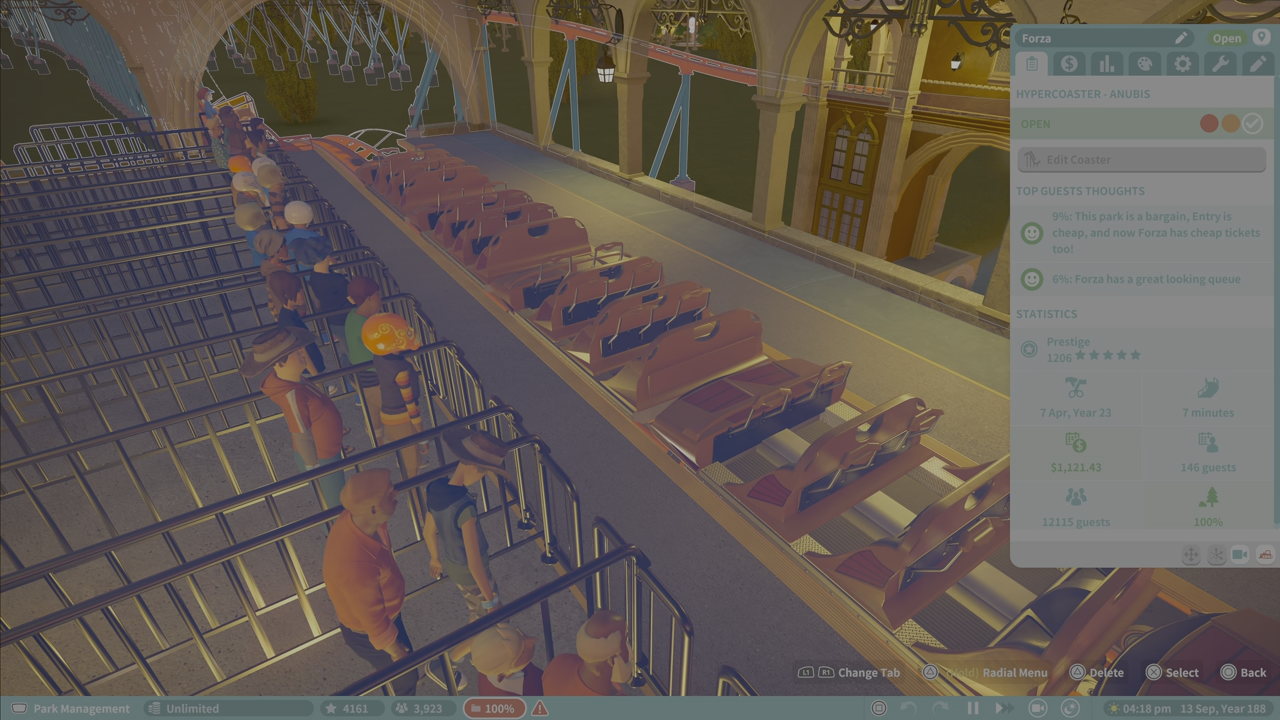 Forza
Open
HYPERCOASTER - ANUBIS
OPEN
Edit Coaster
TOP GUESTS THOUGHTS
9%: This park is a bargain, Entry is
cheap, and now Forza has cheap tickets
too!
6%: Forza has a great looking queue
STATISTICS
Prestige
1206
7 Apr, Year 23
7 minutes
$1,121.43
146 guests
12115 guests
100%
L1 R1 Change Tab
(Hold) Radial Menu
Delete
Select
Back
Park Management
Unlimited
4161
3,923
100%
04:18 pm
13 Sep, Year 188